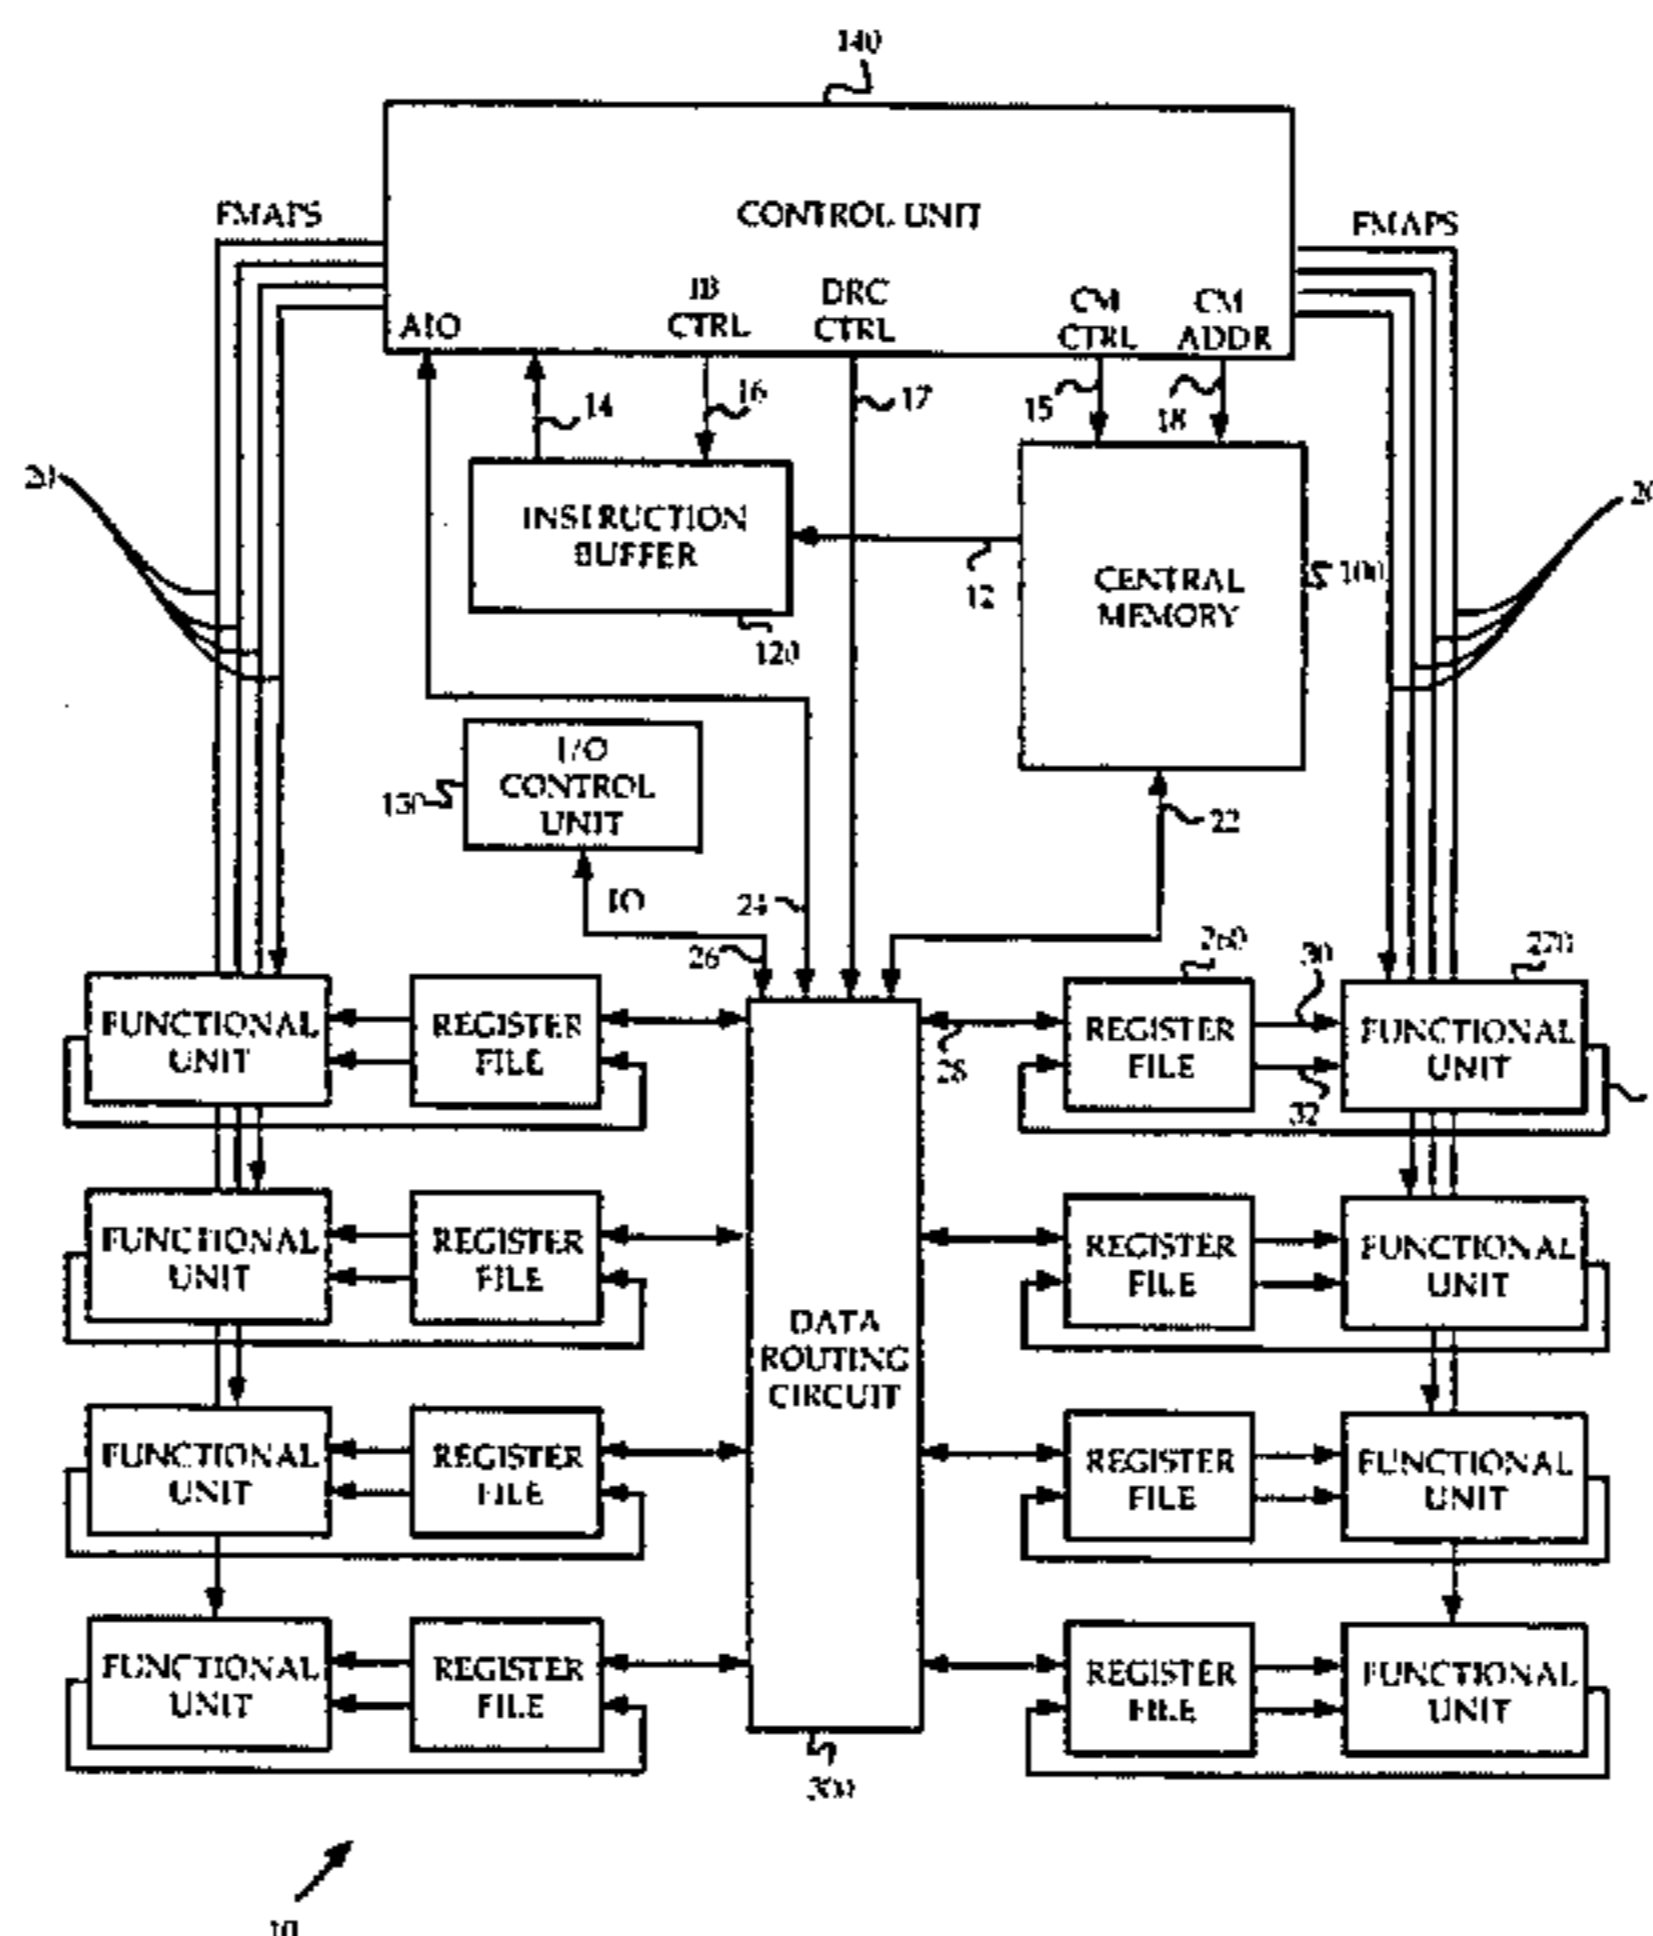 140
CONTROL UNIT
FMAPS
FMAPS
AIO
IB
CTRL
DRC
CTRL
CM
CTRL
CM
ADDR
14
16
17
15
18
20
INSTRUCTION
BUFFER
120
12
CENTRAL
MEMORY
100
I/O
CONTROL
UNIT
22
IO
24
26
260
30
FUNCTIONAL
UNIT
REGISTER
FILE
28
REGISTER
FILE
32
FUNCTIONAL
UNIT
FUNCTIONAL
UNIT
REGISTER
FILE
REGISTER
FILE
FUNCTIONAL
UNIT
DATA
ROUTING
CIRCUIT
FUNCTIONAL
UNIT
REGISTER
FILE
REGISTER
FILE
FUNCTIONAL
UNIT
FUNCTIONAL
UNIT
REGISTER
FILE
REGISTER
FILE
FUNCTIONAL
UNIT
10